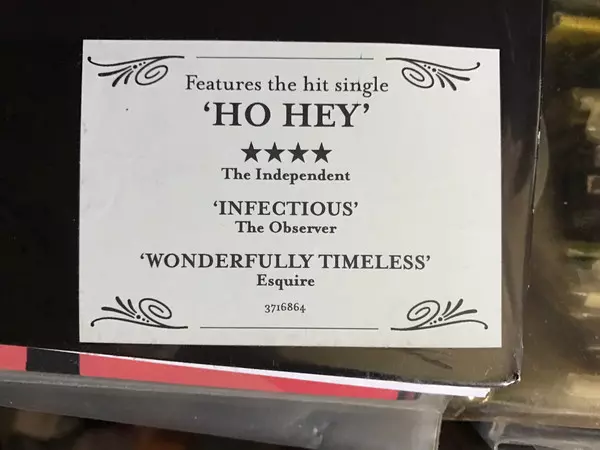 Features the hit single
‘HO HEY’
★★★★
The Independent
‘INFECTIOUS’
The Observer
‘WONDERFULLY TIMELESS’
Esquire
3716864